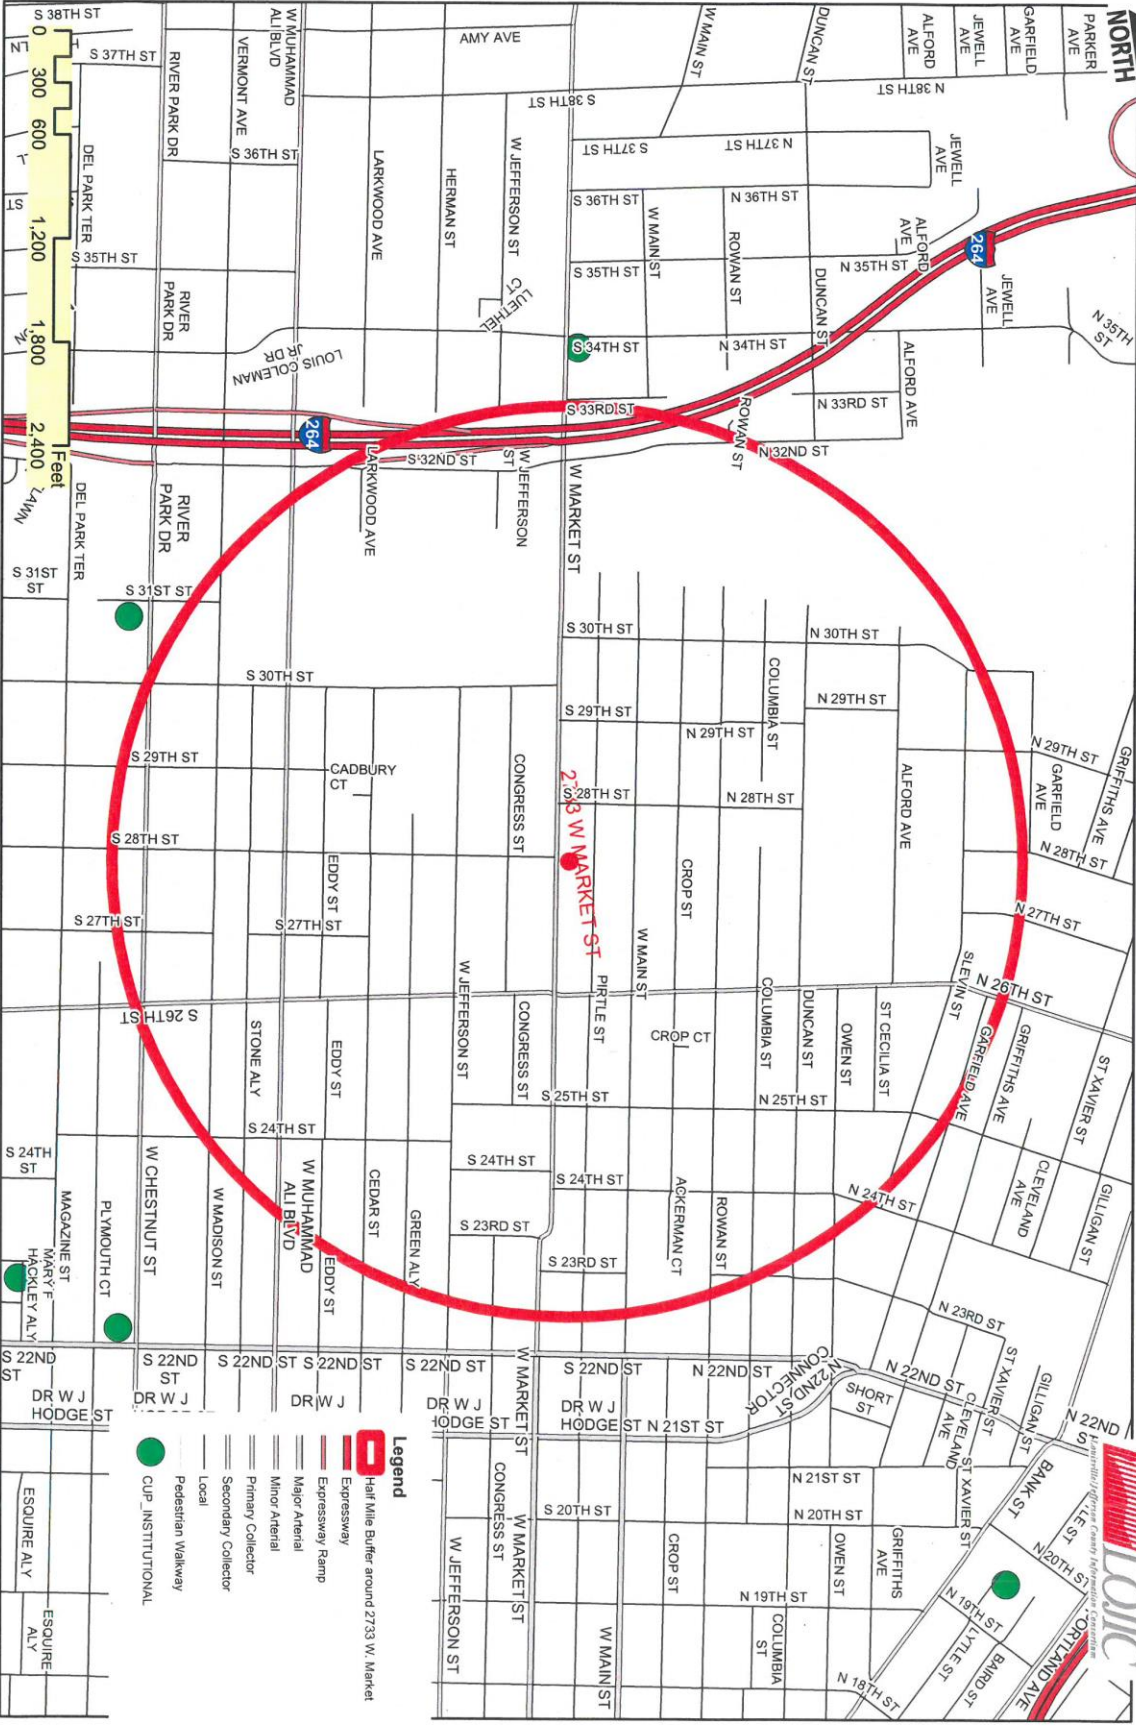 NORTH
PARKER
AVE
GARFIELD
AVE
JEWELL
AVE
ALFORD
AVE
DUNCAN ST
W MAIN ST
AMY AVE
W MUHAMMAD
ALI BLVD
VERMONT AVE
RIVER PARK DR
S 38TH ST
S 37TH ST
N 38TH ST
S 38TH ST
N 37TH ST
S 37TH ST
JEWELL
AVE
S 36TH ST
DEL PARK TER
LARKWOOD AVE
HERMAN ST
W JEFFERSON ST
S 36TH ST
W MAIN ST
N 36TH ST
ROWAN ST
ALFORD
AVE
264
JEWELL
AVE
N 35TH
ST
N 35TH ST
S 35TH ST
S 35TH ST
RIVER
PARK DR
LUETHEL
CT
DUNCAN ST
LOUIS COLEMAN
JR DR
S 34TH ST
N 34TH ST
ALFORD AVE
N 33RD ST
S 33RD ST
ROWAN ST
N 32ND ST
264
S 32ND ST
LARKWOOD AVE
W JEFFERSON
ST
W MARKET ST
RIVER
PARK DR
DEL PARK TER
LAWN
0 300 600 1,200 1,800 2,400
Feet
S 31ST
ST
S 31ST ST
S 30TH ST
N 30TH ST
S 30TH ST
COLUMBIA ST
N 29TH ST
S 29TH ST
N 29TH ST
N 29TH ST
GRIFFITHS AVE
GARFIELD
AVE
S 29TH ST
CADBURY
CT
CONGRESS ST
S 28TH ST
N 28TH ST
ALFORD AVE
N 28TH ST
2733 W MARKET ST
S 28TH ST
EDDY ST
CROP ST
N 27TH ST
S 27TH ST
S 27TH ST
W JEFFERSON ST
W MAIN ST
SLEVIN ST
N 26TH ST
S 26TH ST
STONE ALY
EDDY ST
CONGRESS ST
PIRTLE ST
CROP CT
COLUMBIA ST
DUNCAN ST
OWEN ST
ST CECILIA ST
GARFIELD AVE
GRIFFITHS AVE
ST XAVIER ST
S 25TH ST
N 25TH ST
S 24TH ST
S 24TH
ST
S 24TH ST
S 24TH ST
N 24TH ST
CLEVELAND
AVE
GILLIGAN ST
MAGAZINE ST
PLYMOUTH CT
W CHESTNUT ST
W MADISON ST
W MUHAMMAD
ALI BLVD
CEDAR ST
GREEN ALY
EDDY ST
ACKERMAN CT
ROWAN ST
S 23RD ST
S 23RD ST
N 23RD ST
MARY F
HACKLEY ALY
S 22ND
ST
S 22ND
ST
S 22ND ST
S 22ND ST
S 22ND ST
W MARKET ST
S 22ND ST
N 22ND ST
N 22ND ST
CONNECTOR
N 22ND ST
SHORT
ST
ST XAVIER ST
CLEVELAND
AVE
GILLIGAN ST
N 22ND
ST
DR W J
HODGE ST
DR W J
DR W J
DR W J
HODGE ST
DR W J
HODGE ST
N 21ST ST
N 21ST ST
ST XAVIER ST
BANK ST
ESQUIRE ALY
ESQUIRE
ALY
CONGRESS ST
W JEFFERSON ST
W MARKET ST
S 20TH ST
N 20TH ST
CROP ST
OWEN ST
GRIFFITHS
AVE
N 20TH ST
N 19TH ST
N 19TH ST
LYTLE ST
BAIRD ST
PORTLAND AVE
W MAIN ST
COLUMBIA
ST
N 18TH ST
LOJIC
Louisville/Jefferson County Information Consortium
Legend
Half Mile Buffer around 2733 W. Market
Expressway
Expressway Ramp
Major Arterial
Minor Arterial
Primary Collector
Secondary Collector
Local
Pedestrian Walkway
CUP_INSTITUTIONAL